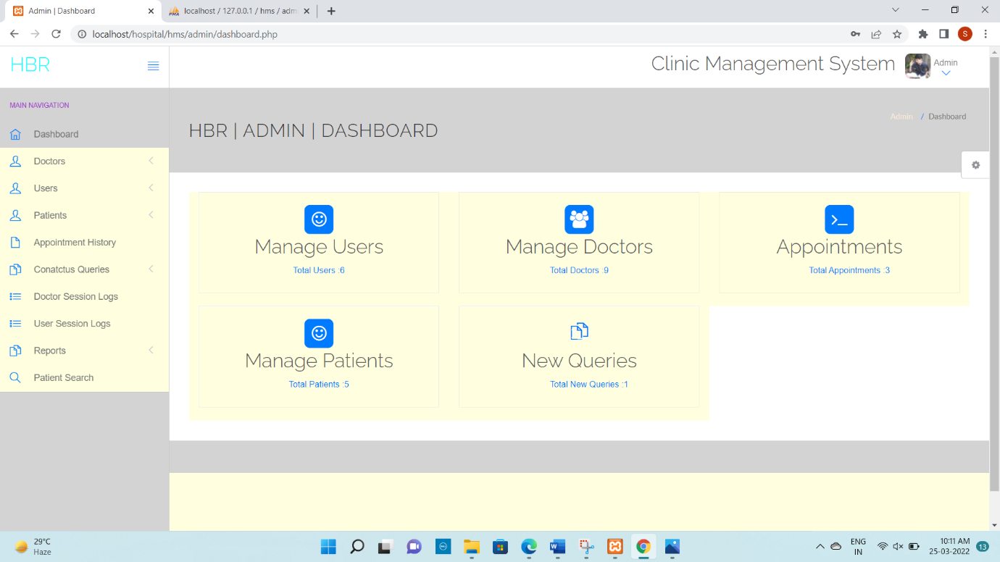 Admin | Dashboard
localhost / 127.0.0.1 / hms / adm
localhost/hospital/hms/admin/dashboard.php
S
HBR
Clinic Management System
Admin
MAIN NAVIGATION
Dashboard
Doctors
Users
Patients
Appointment History
Conatctus Queries
Doctor Session Logs
User Session Logs
Reports
Patient Search
HBR | ADMIN | DASHBOARD
Admin / Dashboard
Manage Users
Total Users :6
Manage Doctors
Total Doctors :9
Appointments
Total Appointments :3
Manage Patients
Total Patients :5
New Queries
Total New Queries :1
29°C
Haze
ENG
IN
10:11 AM
25-03-2022
13